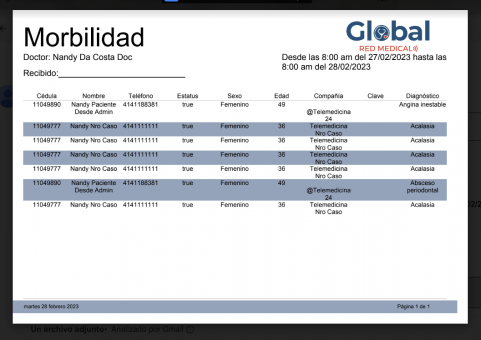 Morbilidad
Global
RED MEDICAL
Doctor: Nandy Da Costa Doc
Desde las 8:00 am del 27/02/2023 hasta las
8:00 am del 28/02/2023
Recibido:
Cédula Nombre Teléfono Estatus Sexo Edad Compañía Clave Diagnóstico
11049890 Nandy Paciente 4141188381 true Femenino 49 Angina inestable
Desde Admin @Telemedicina
24
11049777 Nandy Nro Caso 4141111111 true Femenino 36 Telemedicina Acalasia
Nro Caso
11049777 Nandy Nro Caso 4141111111 true Femenino 36 Telemedicina Acalasia
Nro Caso
11049777 Nandy Nro Caso 4141111111 true Femenino 36 Telemedicina Acalasia
Nro Caso
11049777 Nandy Nro Caso 4141111111 true Femenino 36 Telemedicina Acalasia
Nro Caso
11049890 Nandy Paciente 4141188381 true Femenino 49 Absceso
Desde Admin @Telemedicina periodontal
24
11049777 Nandy Nro Caso 4141111111 true Femenino 36 Telemedicina Acalasia
Nro Caso
martes 28 febrero 2023 Página 1 de 1
Un archivo adjunto • Analizado por Gmail